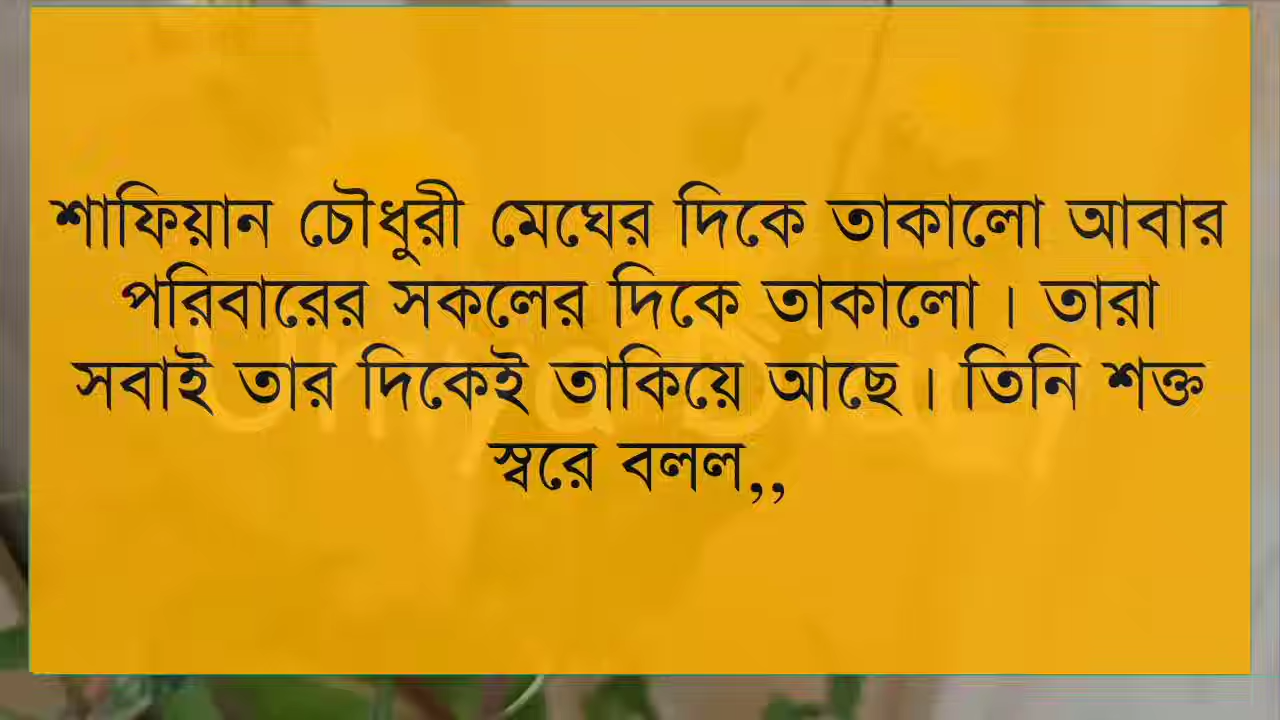 শাফিয়ান চৌধুরী মেঘের দিকে তাকালো আবার
পরিবারের সকলের দিকে তাকালো। তারা
সবাই তার দিকেই তাকিয়ে আছে। তিনি শক্ত
স্বরে বলল,,